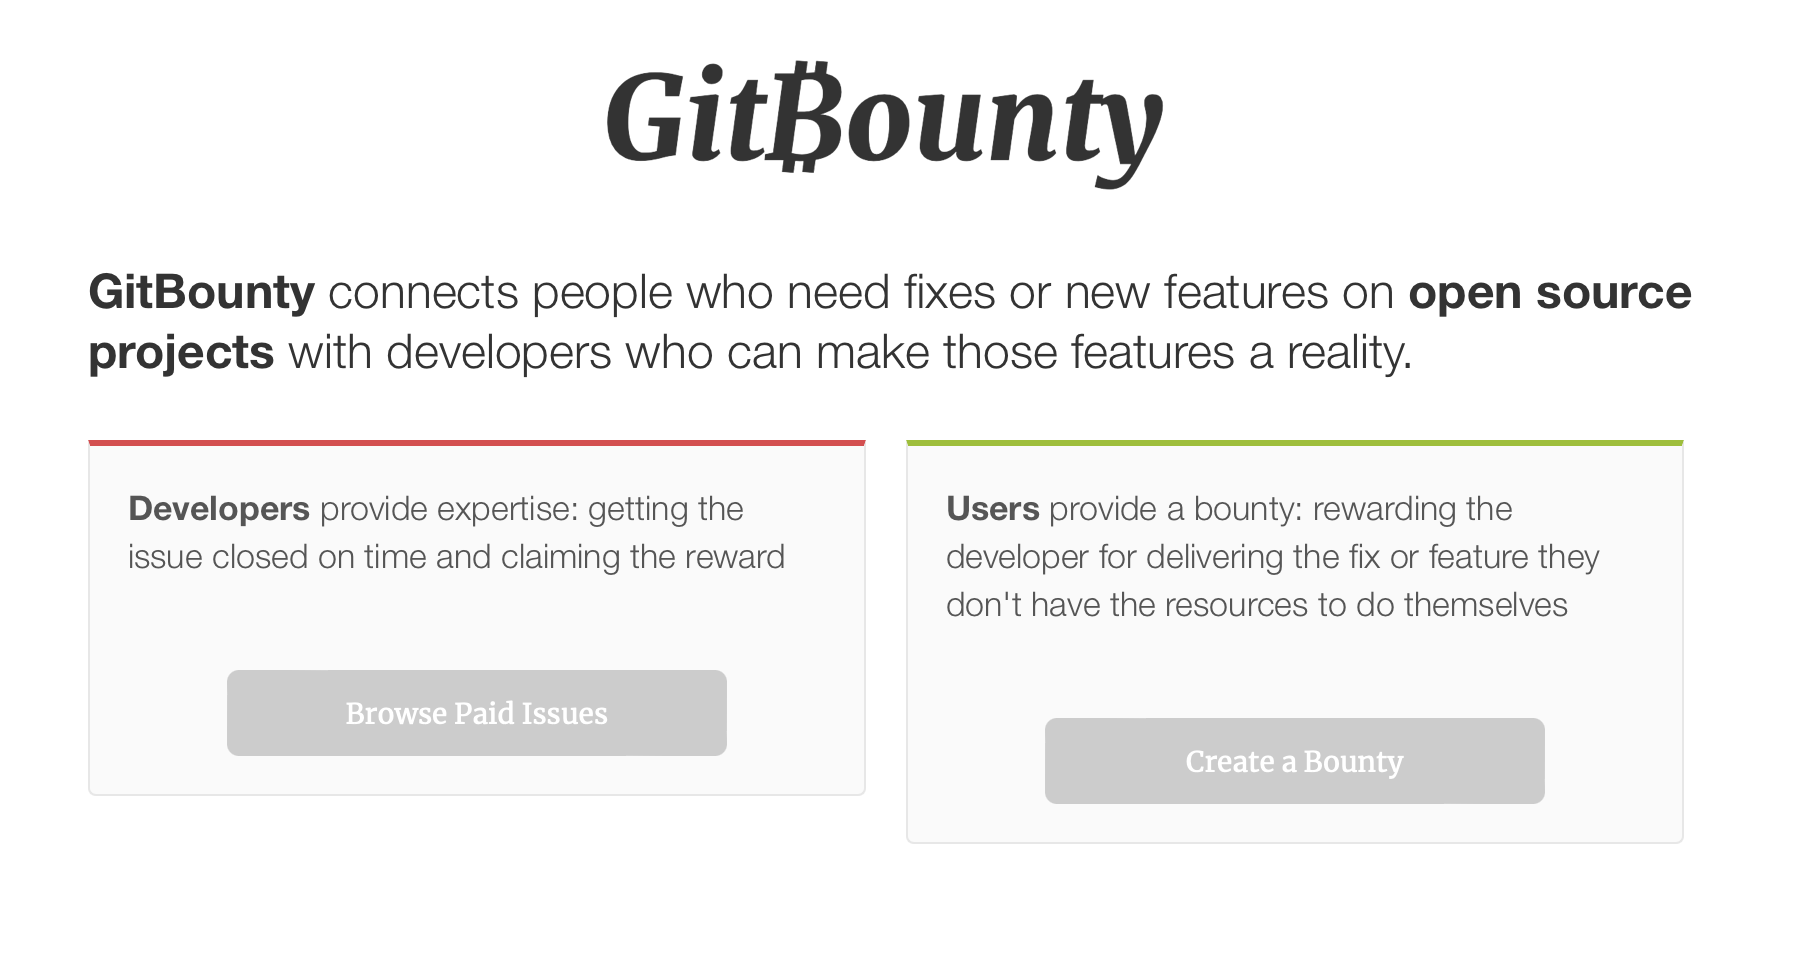 Git₿ounty
GitBounty connects people who need fixes or new features on open source
projects with developers who can make those features a reality.
Developers provide expertise: getting the
issue closed on time and claiming the reward
Browse Paid Issues
Users provide a bounty: rewarding the
developer for delivering the fix or feature they
don't have the resources to do themselves
Create a Bounty